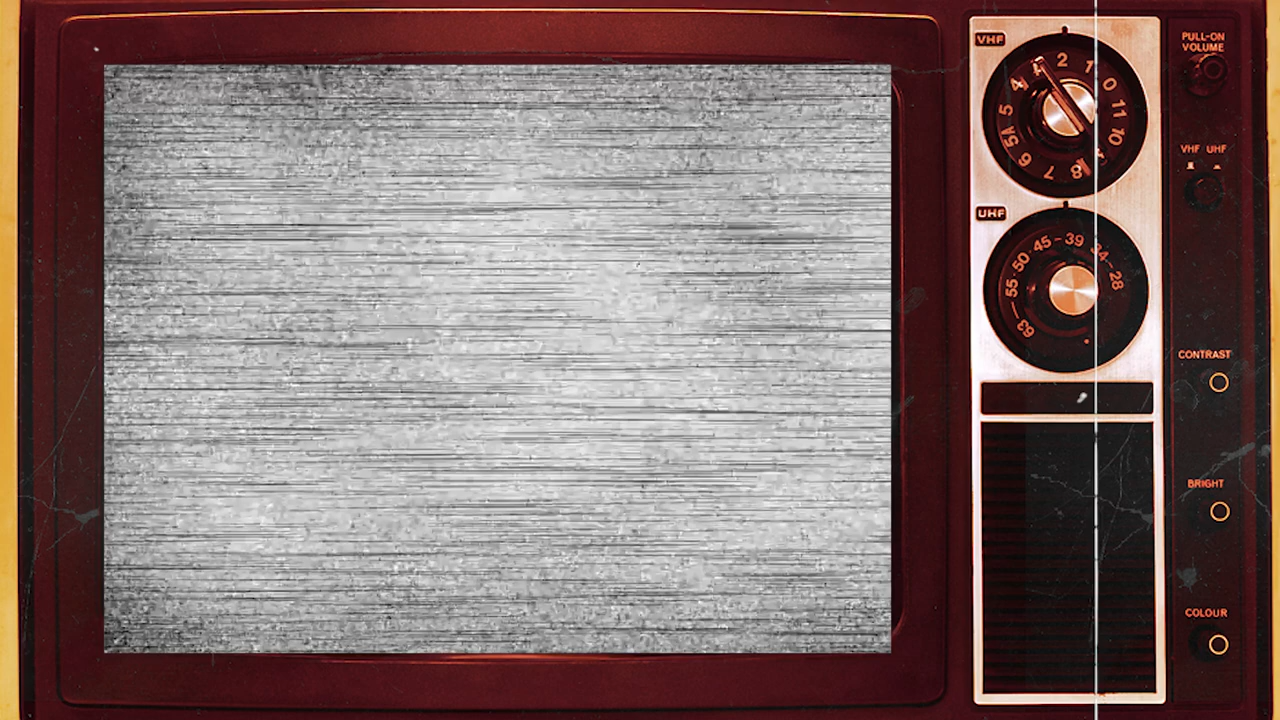 VHF
2 1 0 11 10
8 7 6 5A 5 4
PULL-ON
VOLUME
VHF UHF
UHF
63-55·50·45-39·34-28
CONTRAST
BRIGHT
COLOUR